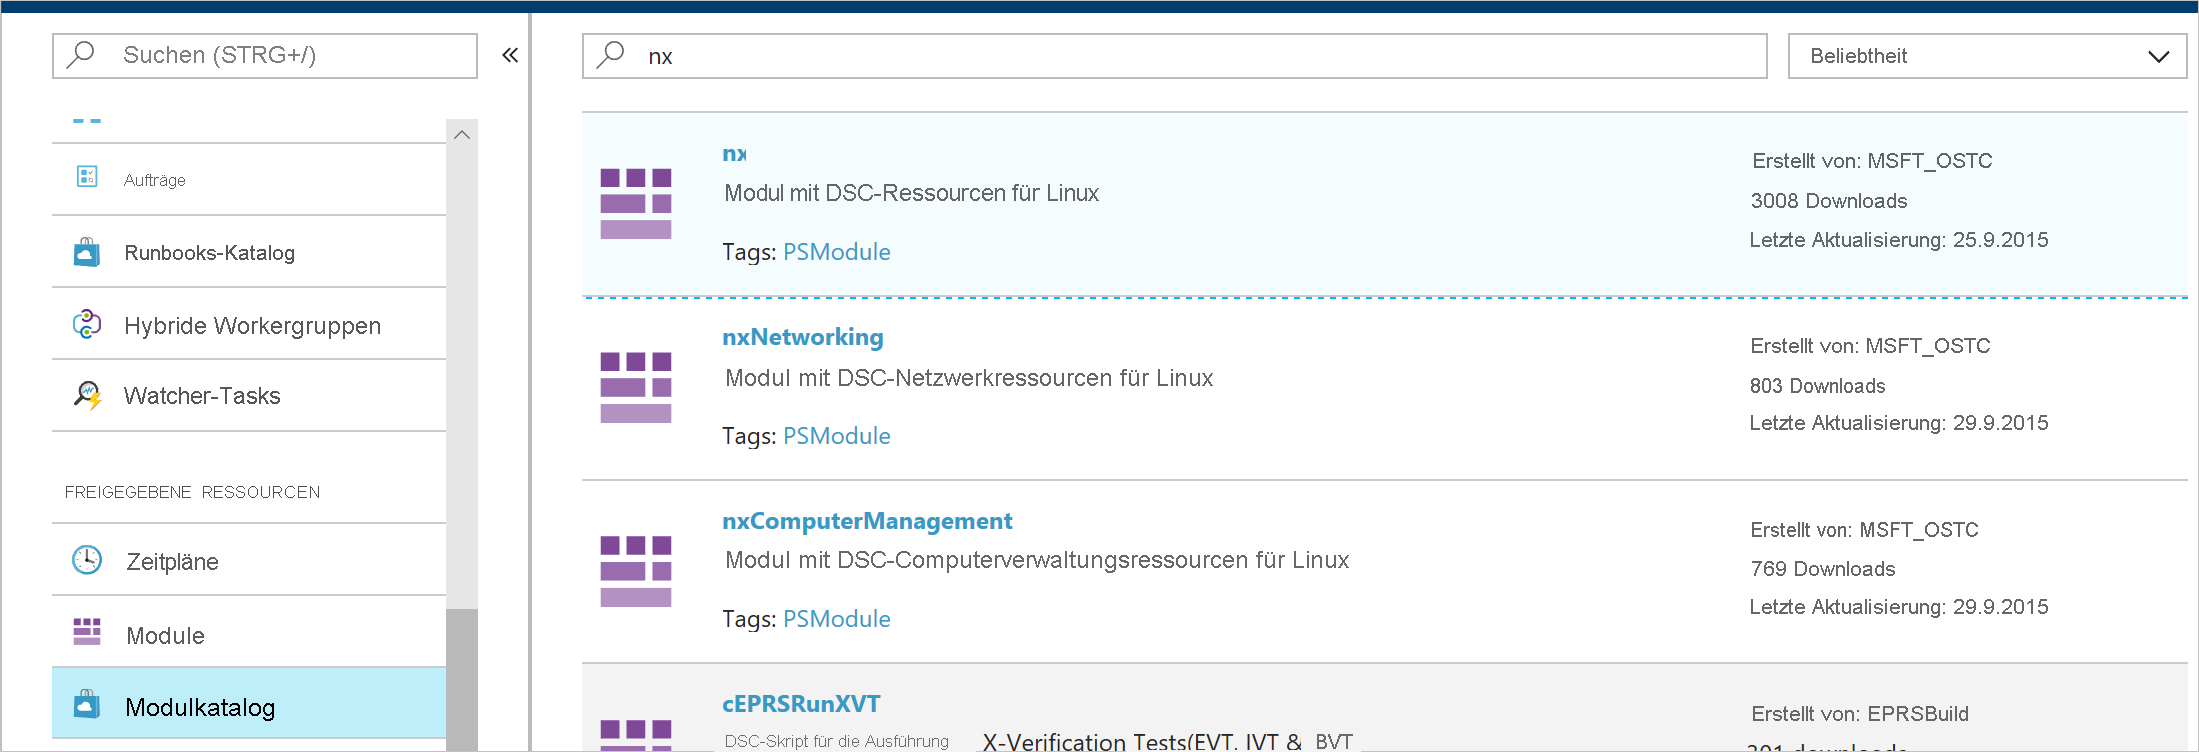 Suchen (STRG+/)
Aufträge
Runbooks-Katalog
Hybride Workergruppen
Watcher-Tasks
FREIGEGEBENE RESSOURCEN
Zeitpläne
Module
Modulkatalog
nx
Beliebtheit
nx
Modul mit DSC-Ressourcen für Linux
Tags: PSModule
Erstellt von: MSFT_OSTC
3008 Downloads
Letzte Aktualisierung: 25.9.2015
nxNetworking
Modul mit DSC-Netzwerkressourcen für Linux
Tags: PSModule
Erstellt von: MSFT_OSTC
803 Downloads
Letzte Aktualisierung: 29.9.2015
nxComputerManagement
Modul mit DSC-Computerverwaltungsressourcen für Linux
Tags: PSModule
Erstellt von: MSFT_OSTC
769 Downloads
Letzte Aktualisierung: 29.9.2015
cEPRSRunXVT
DSC-Skript für die Ausführung X-Verification Tests(EVT, IVT & BVT
Erstellt von: EPRSBuild
301 downloads